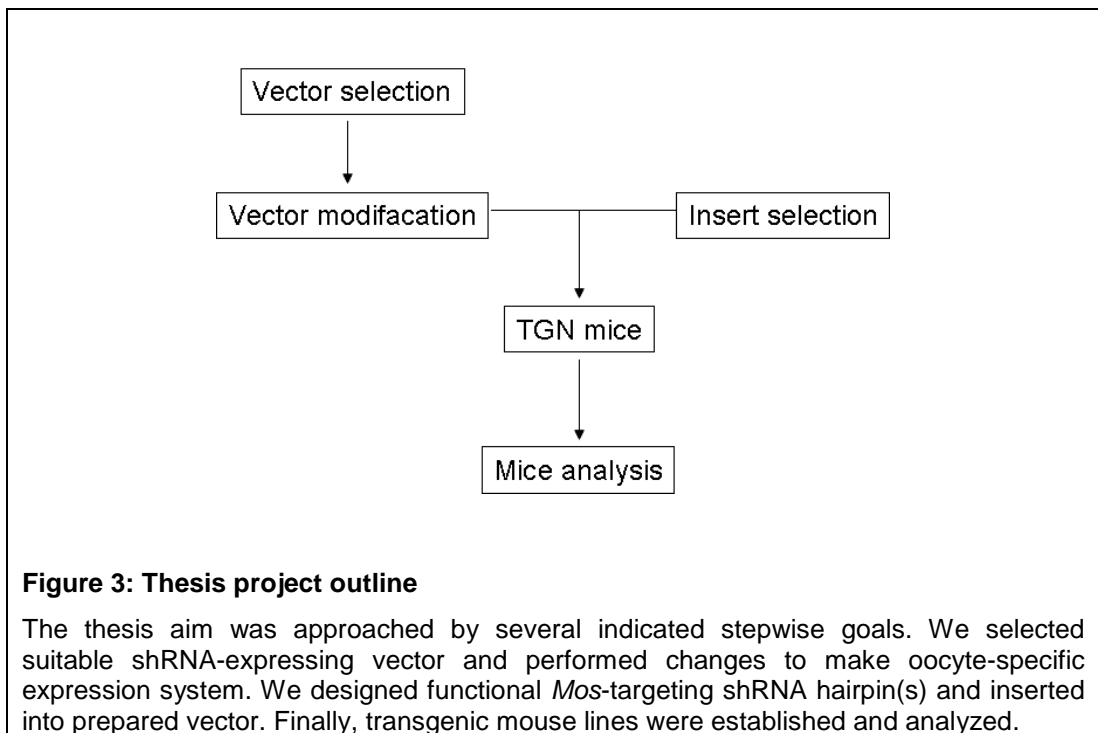 Vector selection
Vector modifacation
Insert selection
TGN mice
Mice analysis
Figure 3: Thesis project outline
The thesis aim was approached by several indicated stepwise goals. We selected
suitable shRNA-expressing vector and performed changes to make oocyte-specific
expression system. We designed functional Mos-targeting shRNA hairpin(s) and inserted
into prepared vector. Finally, transgenic mouse lines were established and analyzed.